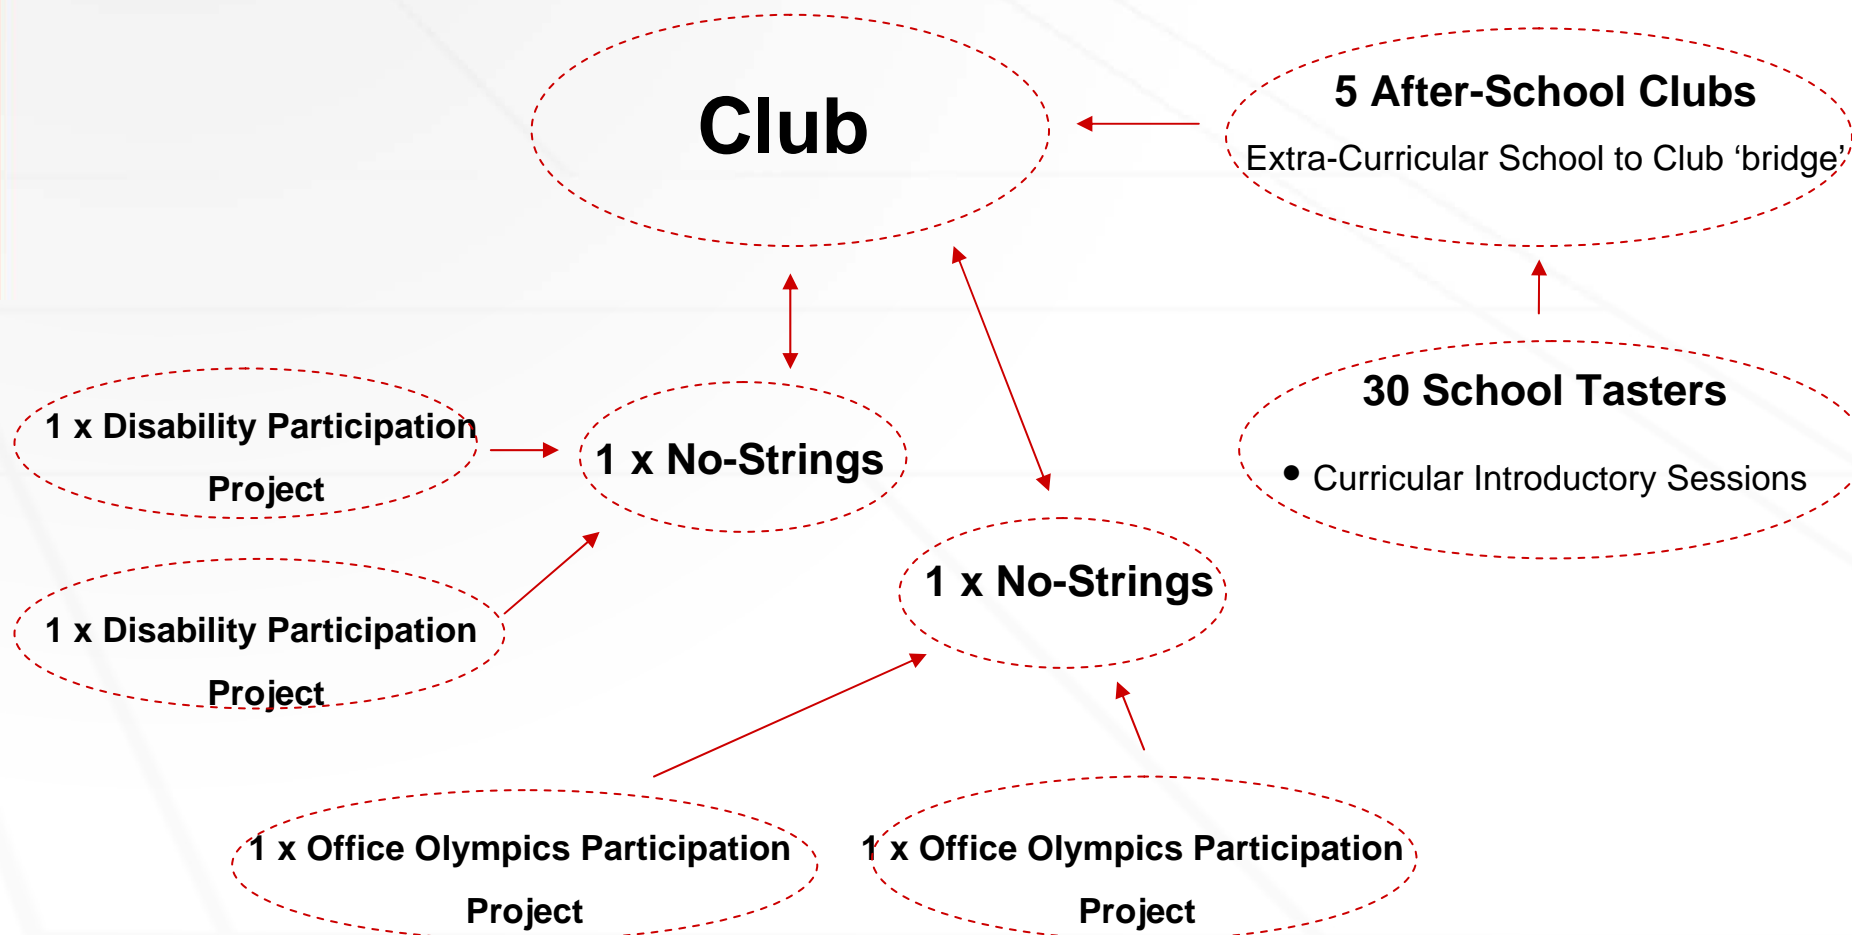 Club
5 After-School Clubs
Extra-Curricular School to Club ‘bridge’
30 School Tasters
• Curricular Introductory Sessions
1 x Disability Participation
Project
1 x No-Strings
1 x No-Strings
1 x Disability Participation
Project
1 x Office Olympics Participation
Project
1 x Office Olympics Participation
Project